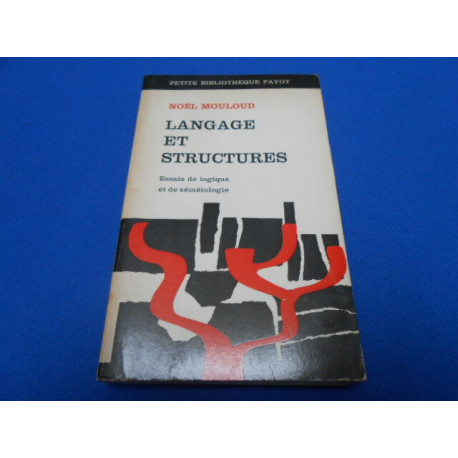 PETITE BIBLIOTHÈQUE PAYOT
NOËL MOULOUD
LANGAGE
ET
STRUCTURES
Essais de logique
et de séméiologie